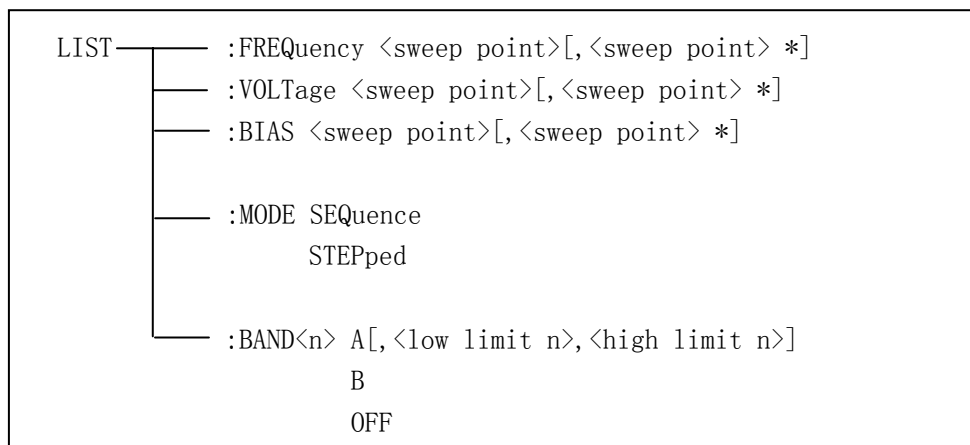 LIST :FREQuency <sweep point>[,<sweep point> *]
:VOLTage <sweep point>[,<sweep point> *]
:BIAS <sweep point>[,<sweep point> *]
:MODE SEQuence
STEPped
:BAND<n> A[,<low limit n>,<high limit n>]
B
OFF